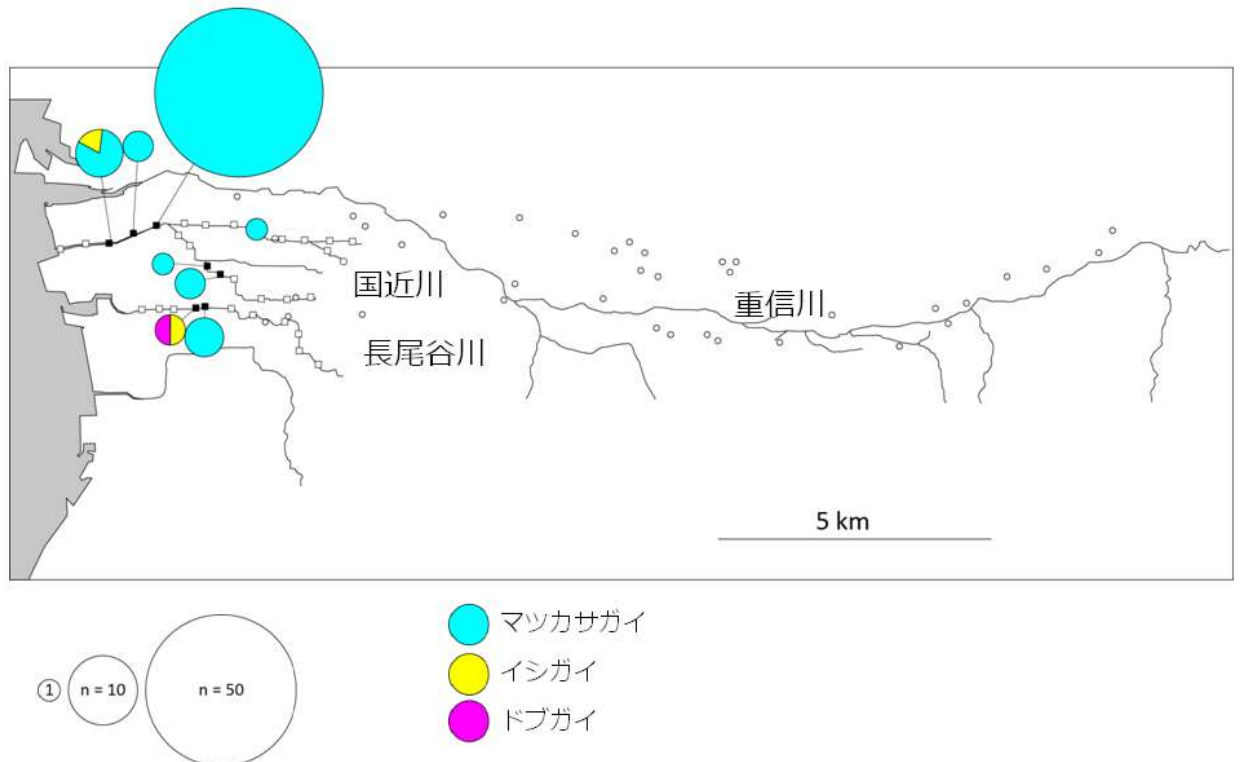 国近川
重信川
長尾谷川
5 km
1
n = 10
n = 50
マツカサガイ
イシガイ
ドブガイ